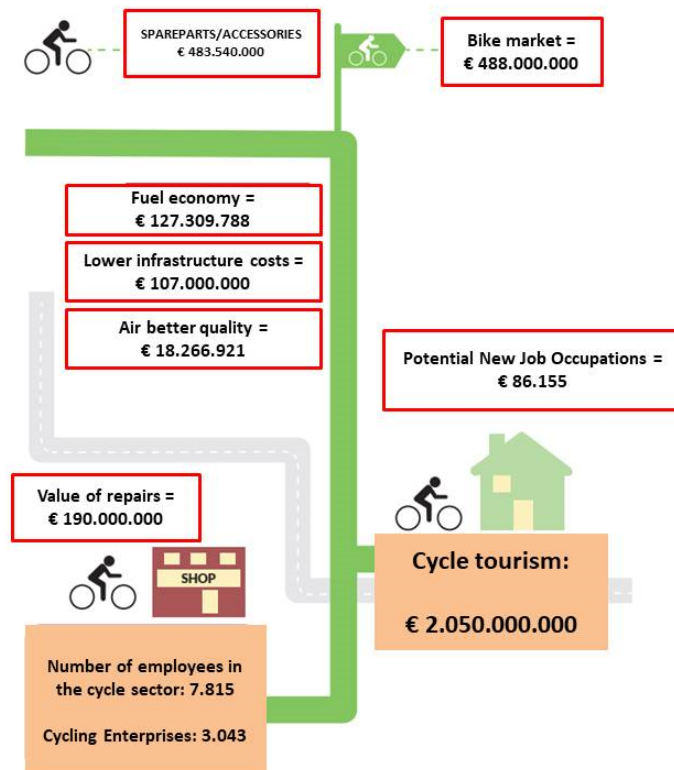 SPAREPARTS/ACCESSORIES
€ 483.540.000
Bike market =
€ 488.000.000
Fuel economy =
€ 127.309.788
Lower infrastructure costs =
€ 107.000.000
Air better quality =
€ 18.266.921
Potential New Job Occupations =
€ 86.155
Value of repairs =
€ 190.000.000
SHOP
Cycle tourism:
€ 2.050.000.000
Number of employees in
the cycle sector: 7.815
Cycling Enterprises: 3.043